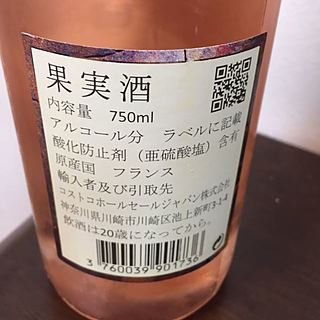 果実酒
内容量 750ml
アルコール分 ラベルに記載
酸化防止剤（亜硫酸塩）含有
原産国 フランス
輸入者及び引取先
コストコホールセールジャパン株式会社
神奈川県川崎市川崎区池上新町3-1-4
飲酒は20歳になってから。
3 760039 901736